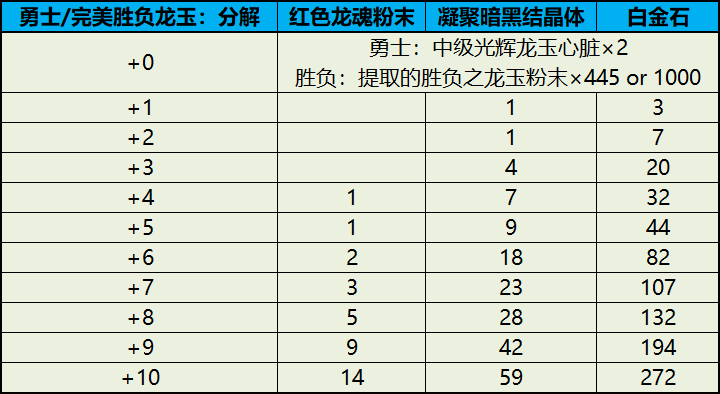 勇士/完美胜负龙玉：分解 红色龙魂粉末 凝聚暗黑结晶体 白金石
+0 勇士：中级光辉龙玉心脏×2
胜负：提取的胜负之龙玉粉末×445 or 1000
+1 1 3
+2 1 7
+3 4 20
+4 1 7 32
+5 1 9 44
+6 2 18 82
+7 3 23 107
+8 5 28 132
+9 9 42 194
+10 14 59 272